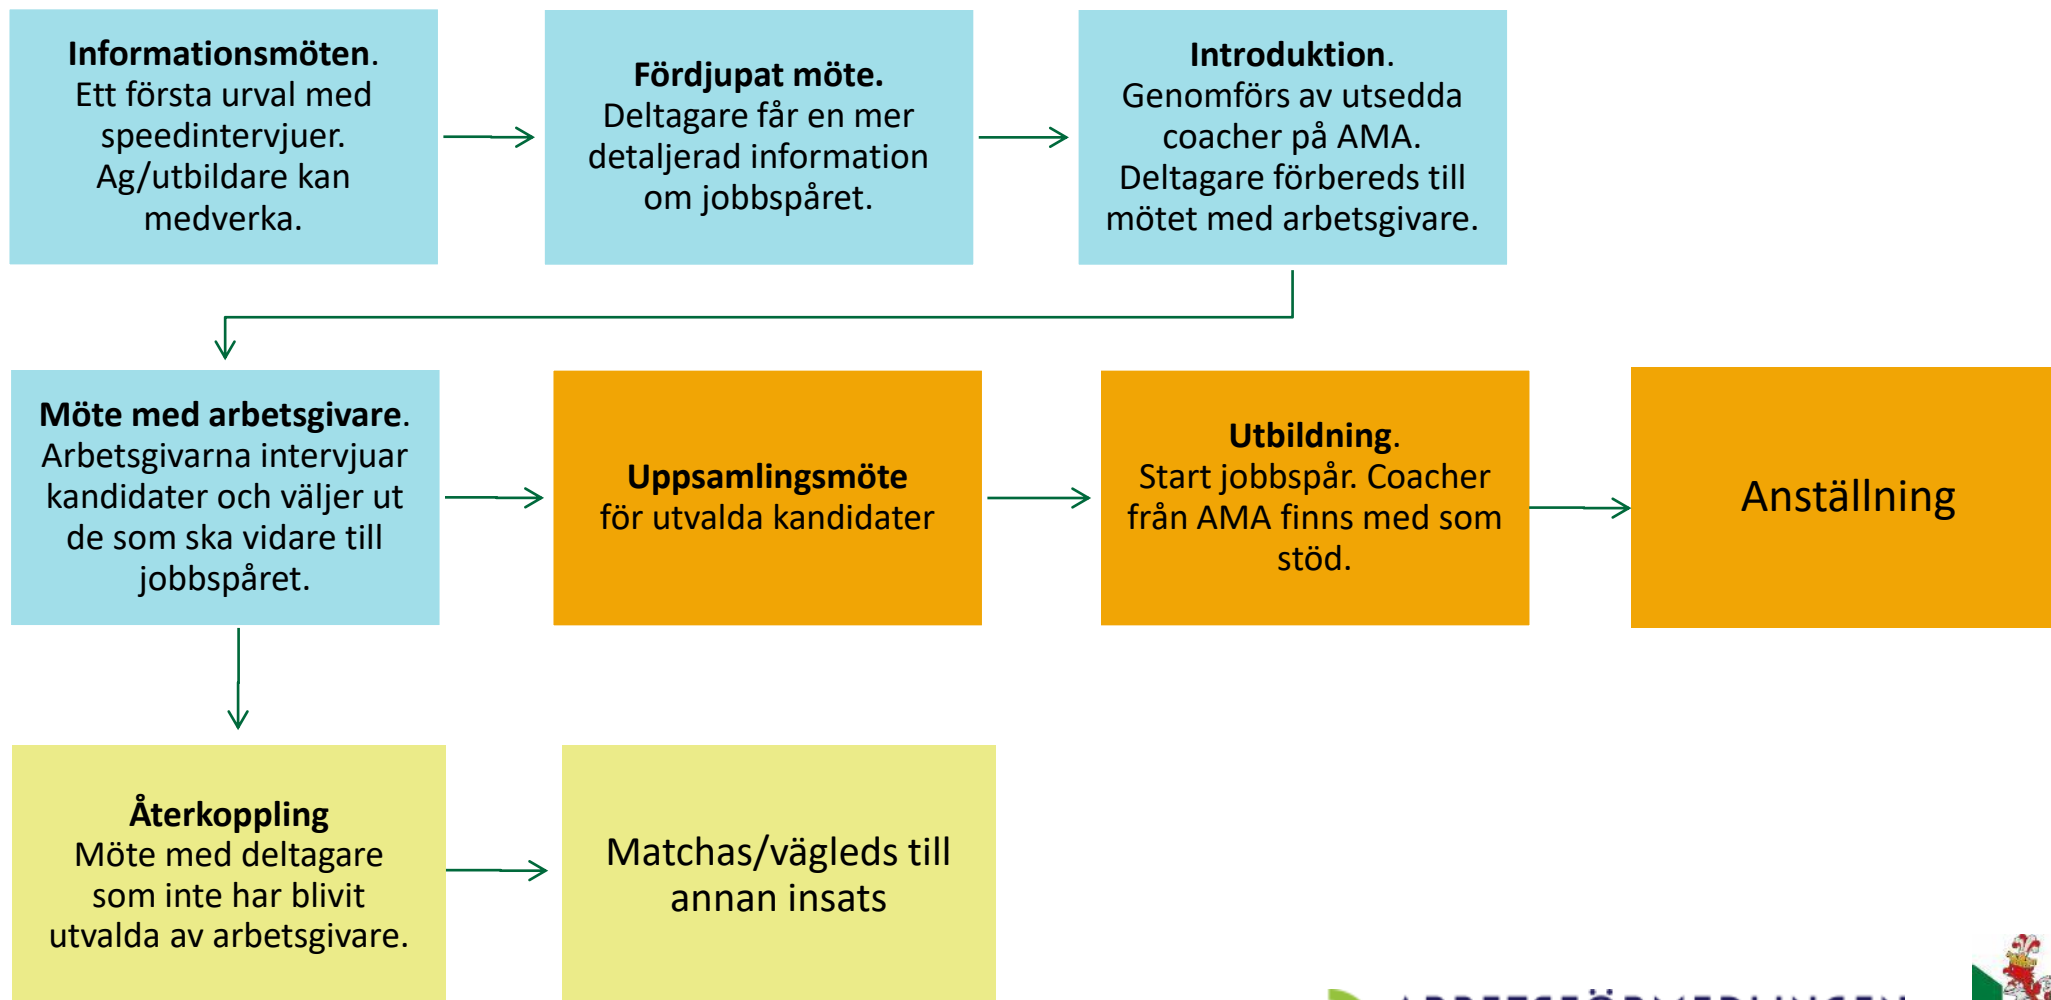 Informationsmöten.
Ett första urval med
speedintervjuer.
Ag/utbildare kan
medverka.
Fördjupat möte.
Deltagare får en mer
detaljerad information
om jobbspåret.
Introduktion.
Genomförs av utsedda
coacher på AMA.
Deltagare förbereds till
mötet med arbetsgivare.
Möte med arbetsgivare.
Arbetsgivarna intervjuar
kandidater och väljer ut
de som ska vidare till
jobbspåret.
Uppsamlingsmöte
för utvalda kandidater
Utbildning.
Start jobbspår. Coacher
från AMA finns med som
stöd.
Anställning
Återkoppling
Möte med deltagare
som inte har blivit
utvalda av arbetsgivare.
Matchas/vägleds till
annan insats
ARBETSFÖRMEDLINGEN